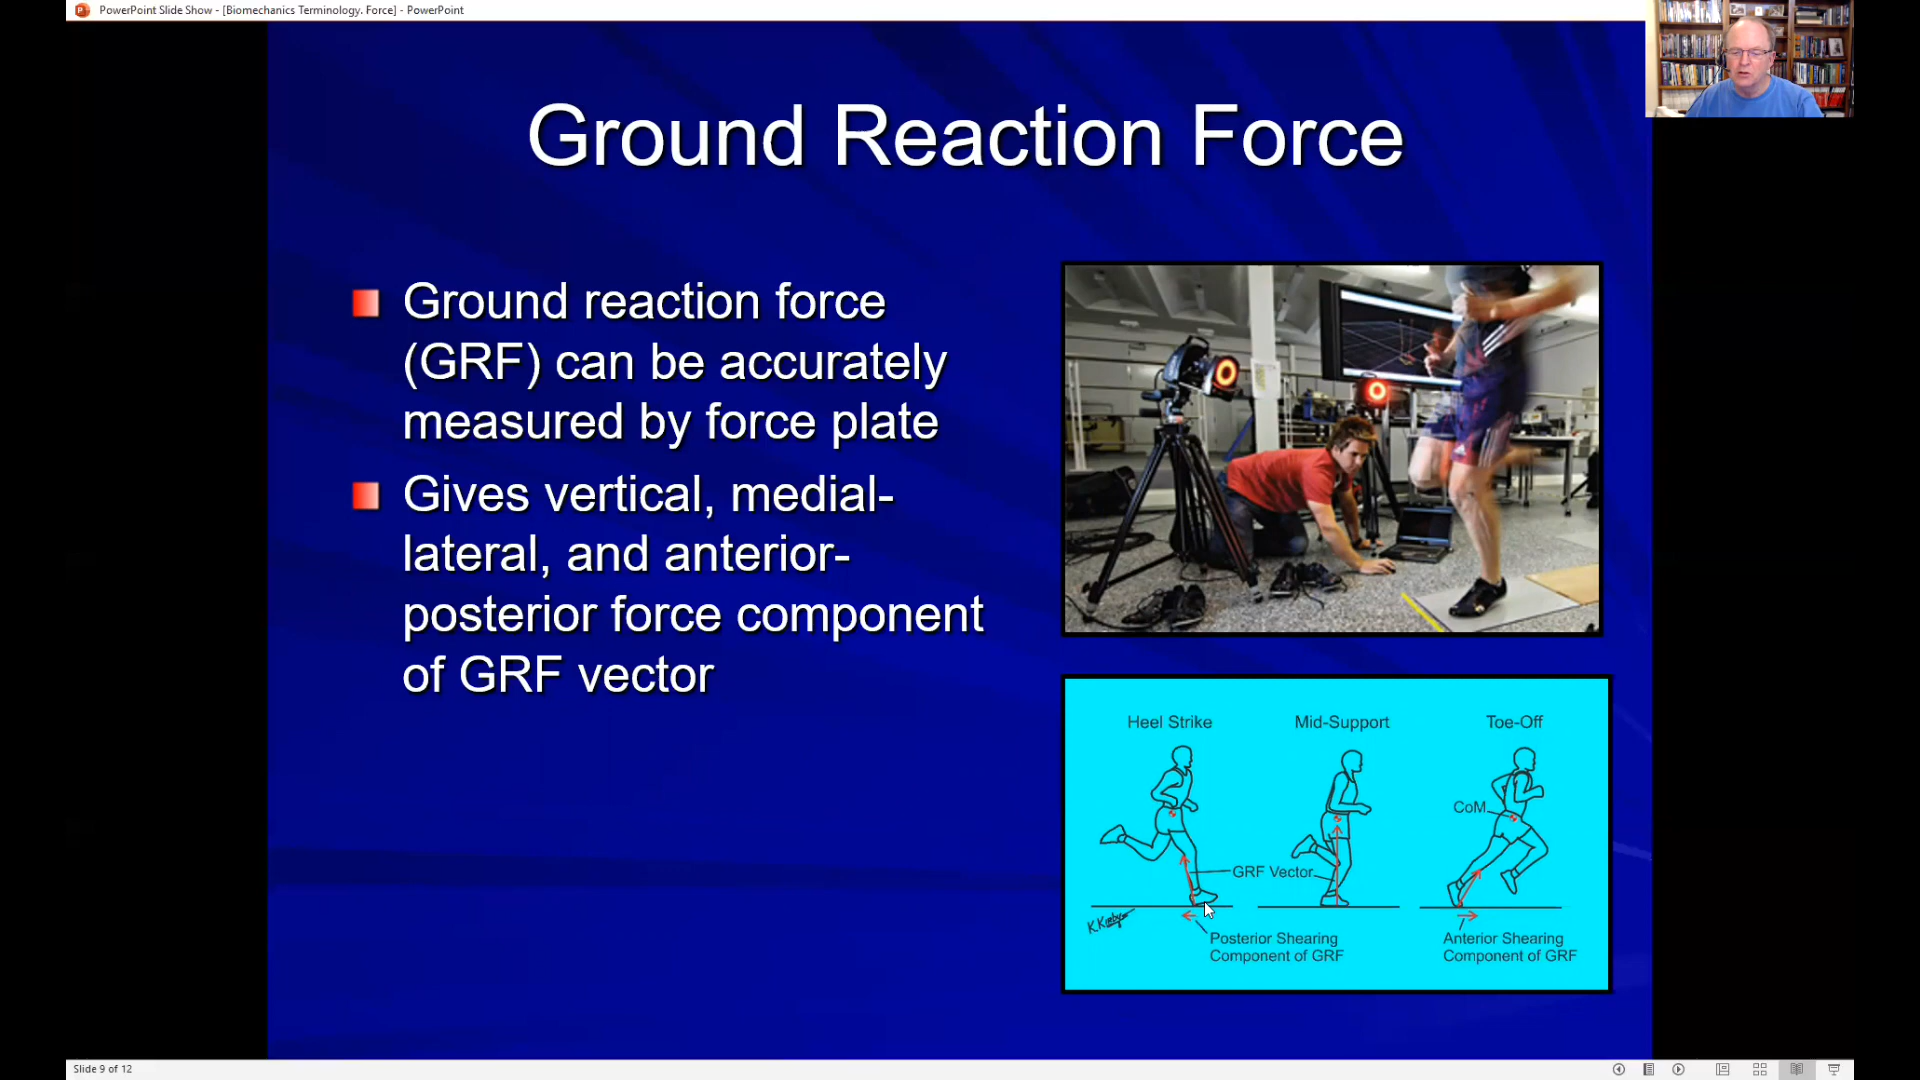 PowerPoint Slide Show - [Biomechanics Terminology. Force] - PowerPoint
Ground Reaction Force
Ground reaction force
(GRF) can be accurately
measured by force plate
Gives vertical, medial-
lateral, and anterior-
posterior force component
of GRF vector
Heel Strike
Mid-Support
Toe-Off
CoM
GRF Vector
K.Kirby
Posterior Shearing
Component of GRF
Anterior Shearing
Component of GRF
Slide 9 of 12